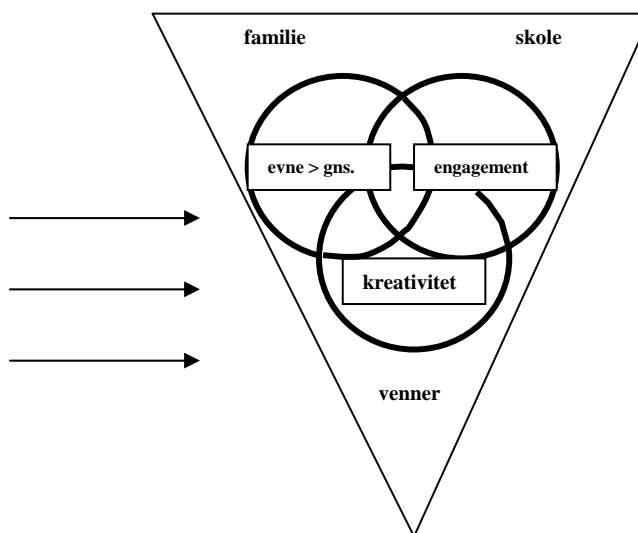 familie skole
evne > gns. engagement
kreativitet
venner